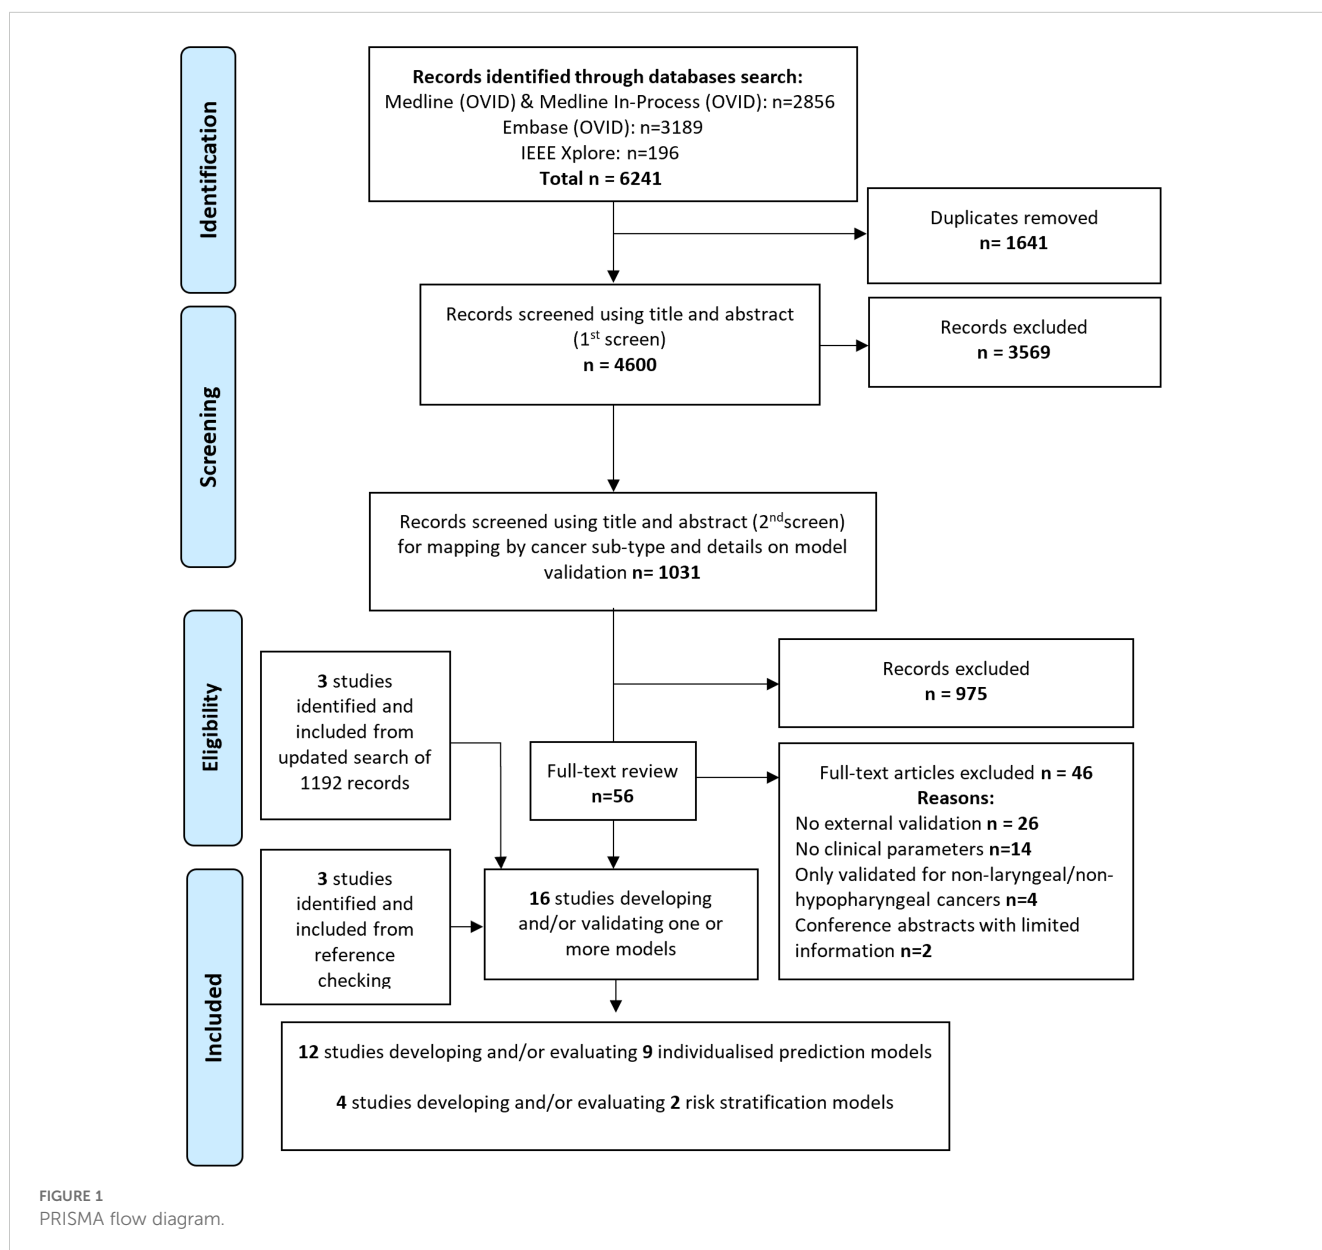 Identification
Records identified through databases search:
Medline (OVID) & Medline In-Process (OVID): n=2856
Embase (OVID): n=3189
IEEE Xplore: n=196
Total n = 6241
Duplicates removed
n= 1641
Screening
Records screened using title and abstract
(1st screen)
n = 4600
Records excluded
n = 3569
Records screened using title and abstract (2ndscreen)
for mapping by cancer sub-type and details on model
validation n= 1031
Eligibility
Records excluded
n = 975
3 studies
identified and
included from
updated search of
1192 records
Full-text review
n=56
Full-text articles excluded n = 46
Reasons:
No external validation n = 26
No clinical parameters n=14
Only validated for non-laryngeal/non-
hypopharyngeal cancers n=4
Conference abstracts with limited
information n=2
Included
3 studies
identified and
included from
reference
checking
16 studies developing
and/or validating one or
more models
12 studies developing and/or evaluating 9 individualised prediction models
4 studies developing and/or evaluating 2 risk stratification models
FIGURE 1
PRISMA flow diagram.